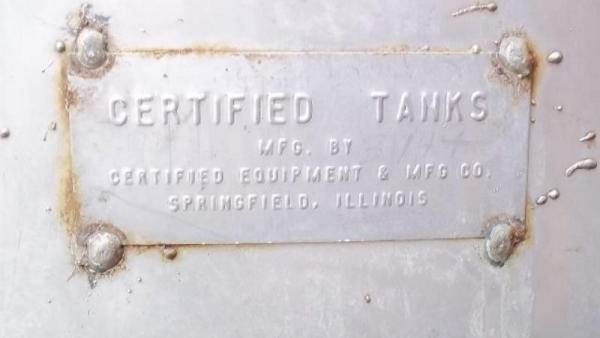 CERTIFIED TANKS
MFG. BY
CERTIFIED EQUIPMENT & MFG CO.
SPRINGFIELD, ILLINOIS